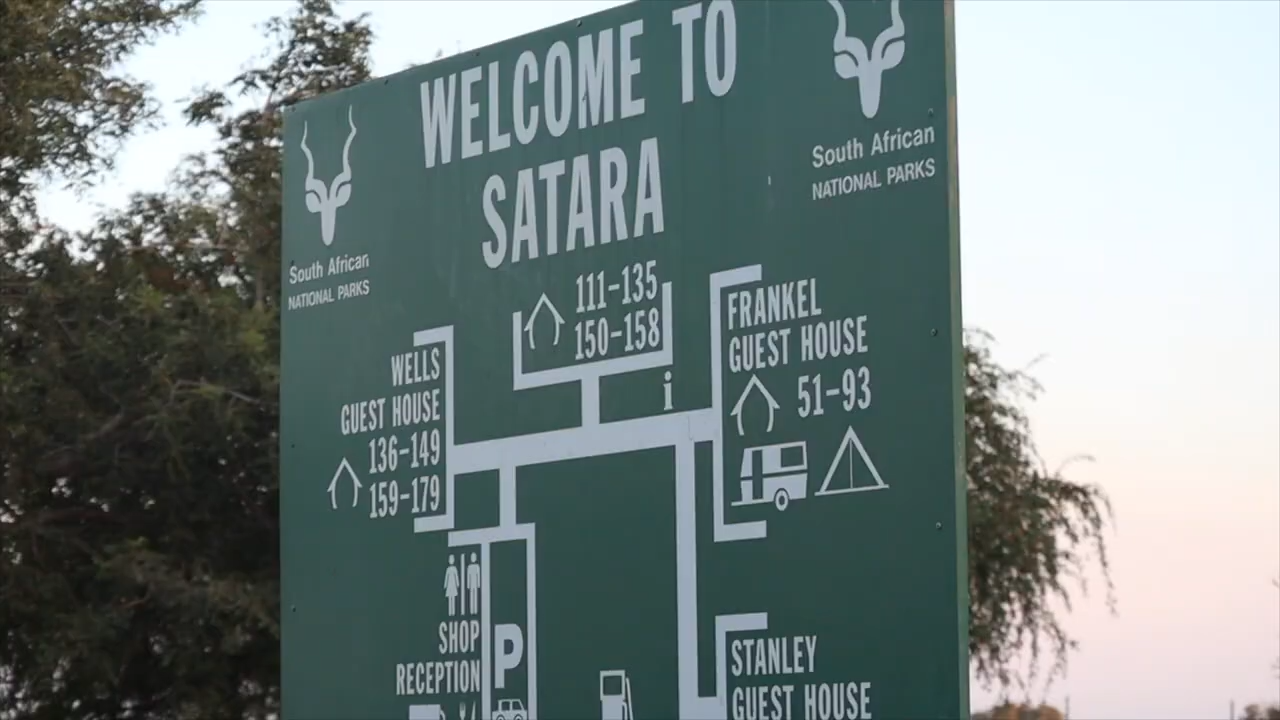 WELCOME TO
SATARA
South African
NATIONAL PARKS
South African
NATIONAL PARKS
111-135
150-158
i
FRANKEL
GUEST HOUSE
51-93
WELLS
GUEST HOUSE
136-149
159-179
SHOP
RECEPTION
P
STANLEY
GUEST HOUSE